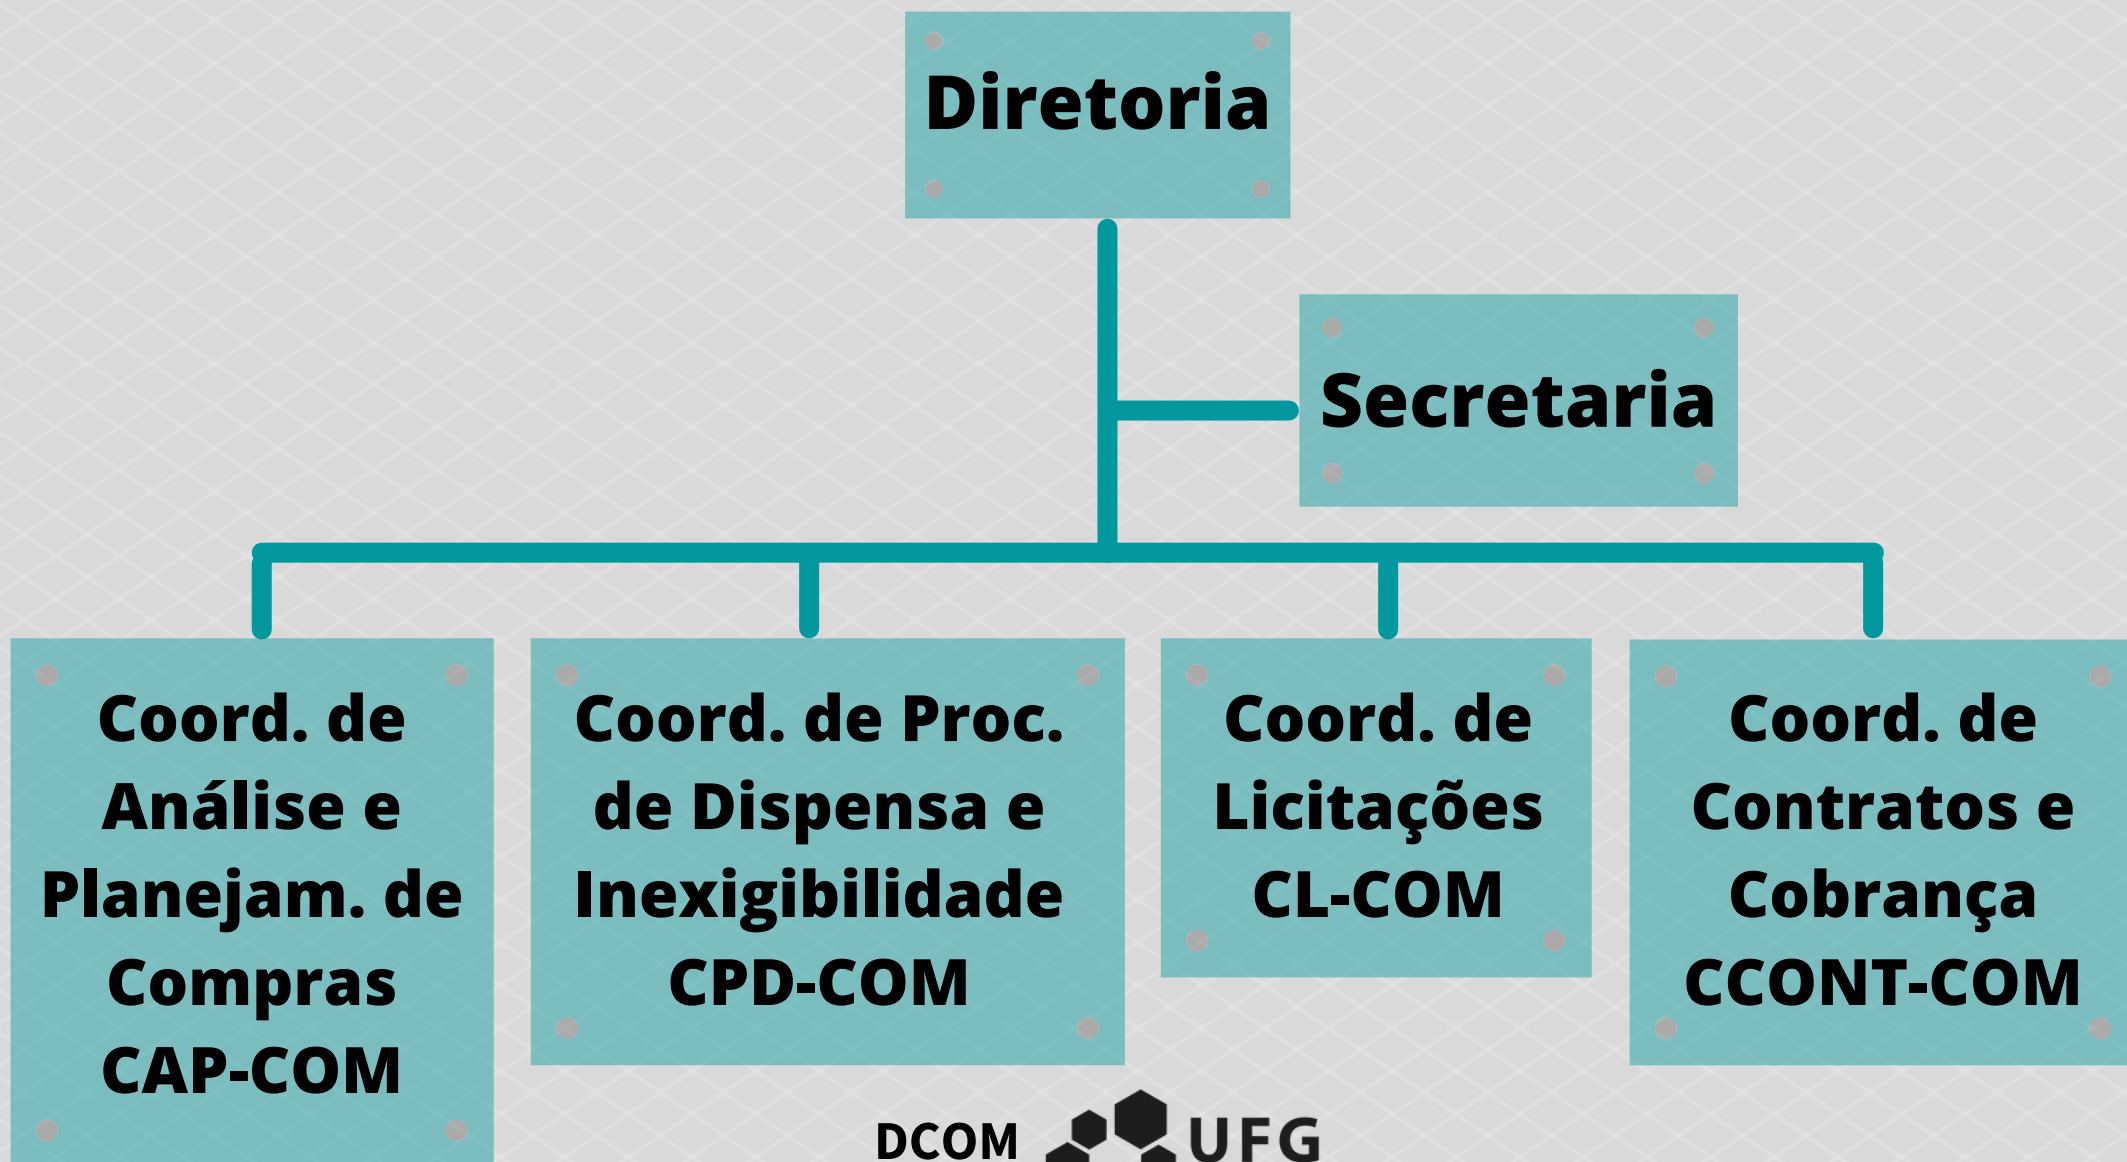 Diretoria
Secretaria
Coord. de
Análise e
Planejam. de
Compras
CAP-COM
Coord. de Proc.
de Dispensa e
Inexigibilidade
CPD-COM
Coord. de
Licitações
CL-COM
Coord. de
Contratos e
Cobrança
CCONT-COM
DCOM
UFG